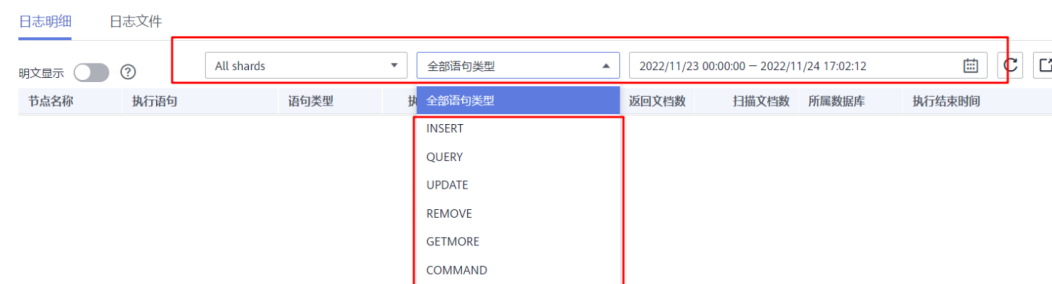 日志明细 日志文件
明文显示 All shards 全部语句类型 2022/11/23 00:00:00 — 2022/11/24 17:02:12
节点名称 执行语句 语句类型 全部语句类型 返回文档数 扫描文档数 所属数据库 执行结束时间
INSERT
QUERY
UPDATE
REMOVE
GETMORE
COMMAND